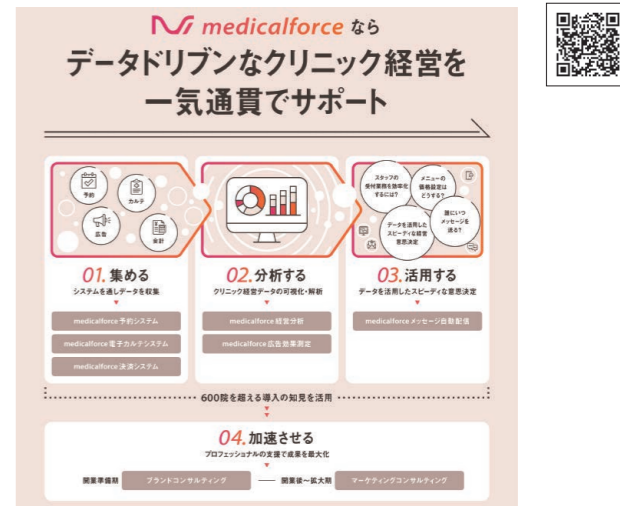 medicalforce なら
データドリブンなクリニック経営を
一気通貫でサポート
予約
カルテ
広告
会計
スタッフの
受付業務を効率化
するには?
メニューの
価格設定は
どうする?
誰にいつ
メッセージを
送る?
データを活用した
スピーディな経営
意思決定
01. 集める
システムを通しデータを収集
medicalforce 予約システム
medicalforce 電子カルテシステム
medicalforce 決済システム
02. 分析する
クリニック経営データの可視化・解析
medicalforce 経営分析
medicalforce 広告効果測定
03. 活用する
データを活用したスピーディな意思決定
medicalforce メッセージ自動配信
600院を超える導入の知見を活用
04. 加速させる
プロフェッショナルの支援で成果を最大化
開業準備期 ブランドコンサルティング 開業後〜拡大期 マーケティングコンサルティング